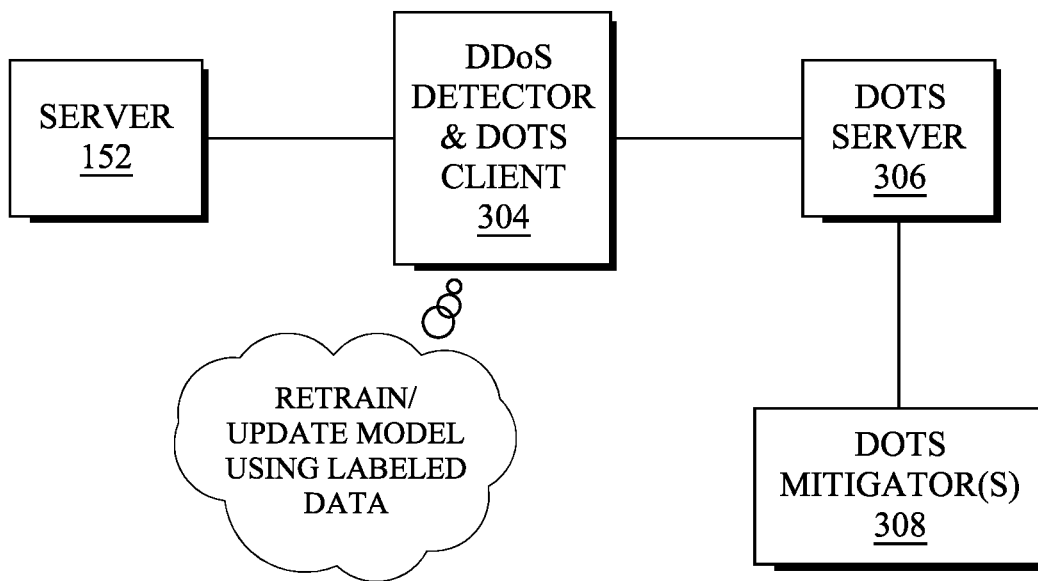 SERVER
152
DDoS
DETECTOR
& DOTS
CLIENT
304
DOTS
SERVER
306
RETRAIN/
UPDATE MODEL
USING LABELED
DATA
DOTS
MITIGATOR(S)
308